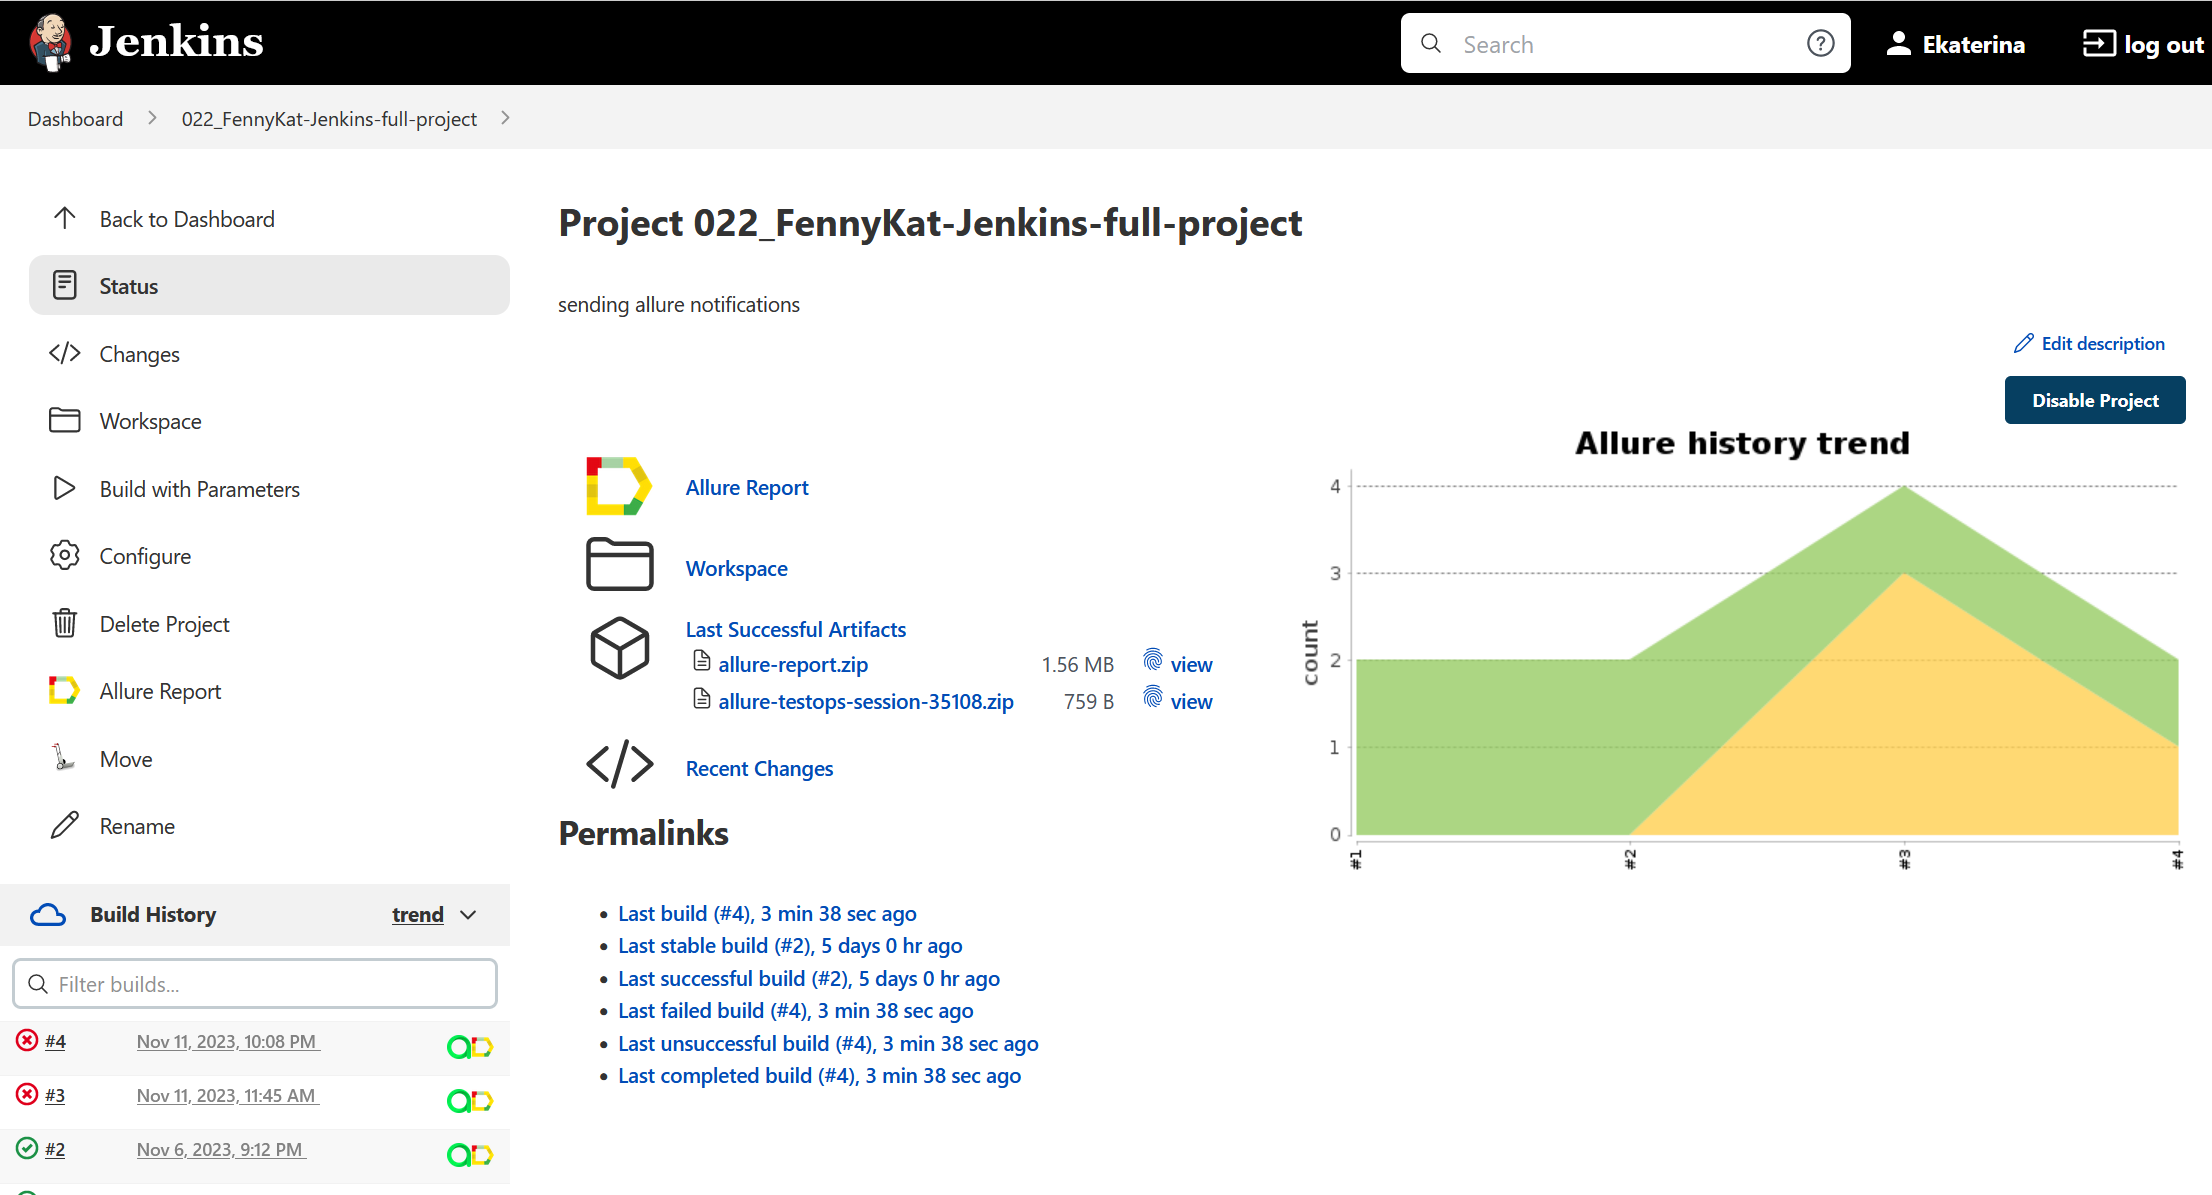 Jenkins
Search
Ekaterina
log out
Dashboard
022_FennyKat-Jenkins-full-project
Back to Dashboard
Status
Changes
Workspace
Build with Parameters
Configure
Delete Project
Allure Report
Move
Rename
Build History
trend
Filter builds...
#4 Nov 11, 2023, 10:08 PM
#3 Nov 11, 2023, 11:45 AM
#2 Nov 6, 2023, 9:12 PM
Project 022_FennyKat-Jenkins-full-project
sending allure notifications
Edit description
Disable Project
Allure Report
Workspace
Last Successful Artifacts
allure-report.zip 1.56 MB view
allure-testops-session-35108.zip 759 B view
Recent Changes
Allure history trend
count
4
3
2
1
0
#1
#2
#3
#4
Permalinks
Last build (#4), 3 min 38 sec ago
Last stable build (#2), 5 days 0 hr ago
Last successful build (#2), 5 days 0 hr ago
Last failed build (#4), 3 min 38 sec ago
Last unsuccessful build (#4), 3 min 38 sec ago
Last completed build (#4), 3 min 38 sec ago